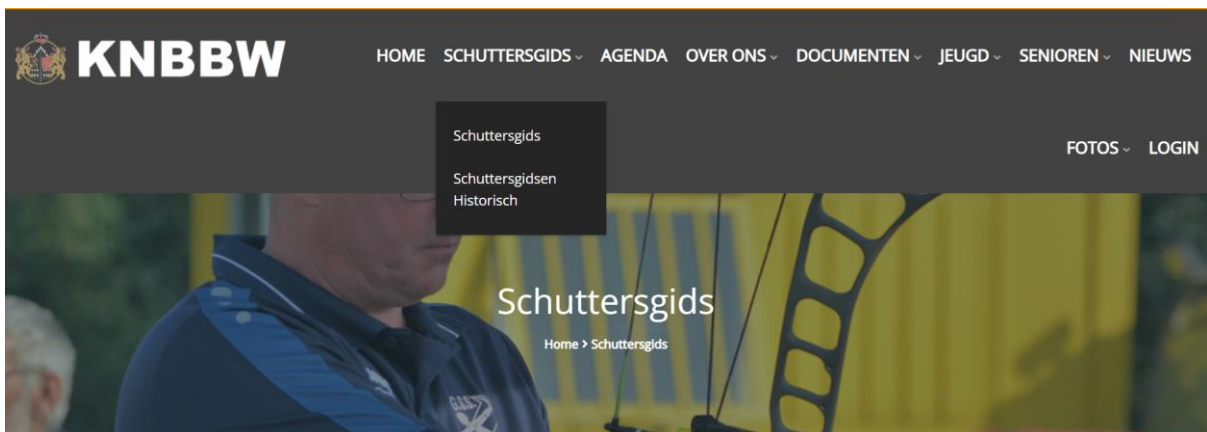 KNBBW
HOME SCHUTTERSGIDS AGENDA OVER ONS DOCUMENTEN JEUGD SENIOREN NIEUWS
FOTOS LOGIN
Schuttersgids
Schuttersgidsen
Historisch
Schuttersgids
Home > Schuttersgids